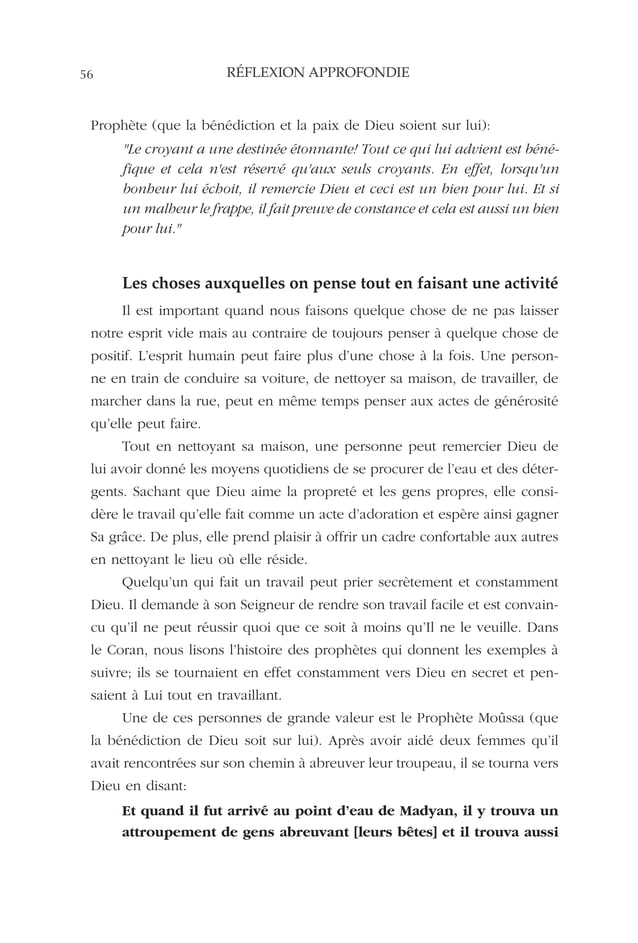 56
RÉFLEXION APPROFONDIE
Prophète (que la bénédiction et la paix de Dieu soient sur lui):
"Le croyant a une destinée étonnante! Tout ce qui lui advient est béné-
fique et cela n'est réservé qu'aux seuls croyants. En effet, lorsqu'un
bonheur lui échoit, il remercie Dieu et ceci est un bien pour lui. Et si
un malheur le frappe, il fait preuve de constance et cela est aussi un bien
pour lui."
Les choses auxquelles on pense tout en faisant une activité
Il est important quand nous faisons quelque chose de ne pas laisser
notre esprit vide mais au contraire de toujours penser à quelque chose de
positif. L’esprit humain peut faire plus d’une chose à la fois. Une person-
ne en train de conduire sa voiture, de nettoyer sa maison, de travailler, de
marcher dans la rue, peut en même temps penser aux actes de générosité
qu’elle peut faire.
Tout en nettoyant sa maison, une personne peut remercier Dieu de
lui avoir donné les moyens quotidiens de se procurer de l’eau et des déter-
gents. Sachant que Dieu aime la propreté et les gens propres, elle consi-
dère le travail qu’elle fait comme un acte d’adoration et espère ainsi gagner
Sa grâce. De plus, elle prend plaisir à offrir un cadre confortable aux autres
en nettoyant le lieu où elle réside.
Quelqu’un qui fait un travail peut prier secrètement et constamment
Dieu. Il demande à son Seigneur de rendre son travail facile et est convain-
cu qu’il ne peut réussir quoi que ce soit à moins qu’Il ne le veuille. Dans
le Coran, nous lisons l’histoire des prophètes qui donnent les exemples à
suivre; ils se tournaient en effet constamment vers Dieu en secret et pen-
saient à Lui tout en travaillant.
Une de ces personnes de grande valeur est le Prophète Moûssa (que
la bénédiction de Dieu soit sur lui). Après avoir aidé deux femmes qu’il
avait rencontrées sur son chemin à abreuver leur troupeau, il se tourna vers
Dieu en disant:
Et quand il fut arrivé au point d’eau de Madyan, il y trouva un
attroupement de gens abreuvant [leurs bêtes] et il trouva aussi